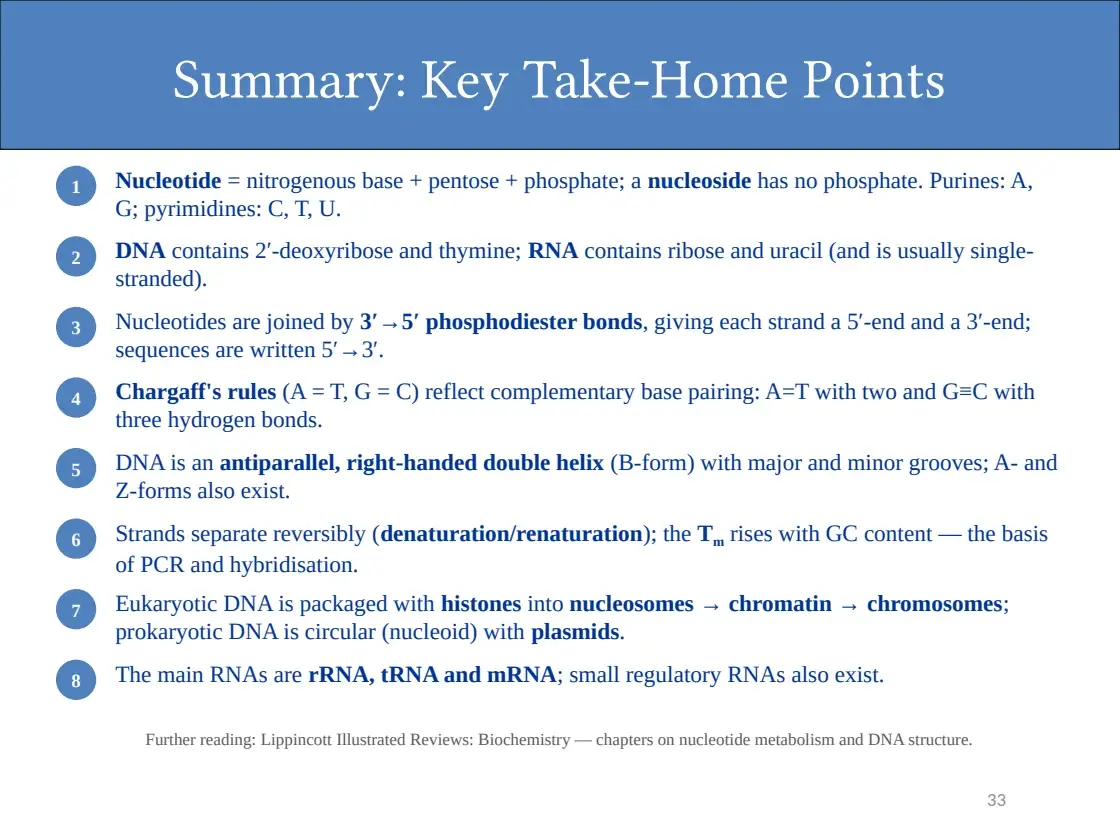 Summary: Key Take-Home Points
1 Nucleotide = nitrogenous base + pentose + phosphate; a nucleoside has no phosphate. Purines: A,
G; pyrimidines: C, T, U.
2 DNA contains 2′-deoxyribose and thymine; RNA contains ribose and uracil (and is usually single-
stranded).
3 Nucleotides are joined by 3′→5′ phosphodiester bonds, giving each strand a 5′-end and a 3′-end;
sequences are written 5′→3′.
4 Chargaff's rules (A = T, G = C) reflect complementary base pairing: A=T with two and G≡C with
three hydrogen bonds.
5 DNA is an antiparallel, right-handed double helix (B-form) with major and minor grooves; A- and
Z-forms also exist.
6 Strands separate reversibly (denaturation/renaturation); the Tm rises with GC content — the basis
of PCR and hybridisation.
7 Eukaryotic DNA is packaged with histones into nucleosomes → chromatin → chromosomes;
prokaryotic DNA is circular (nucleoid) with plasmids.
8 The main RNAs are rRNA, tRNA and mRNA; small regulatory RNAs also exist.
Further reading: Lippincott Illustrated Reviews: Biochemistry — chapters on nucleotide metabolism and DNA structure.
33